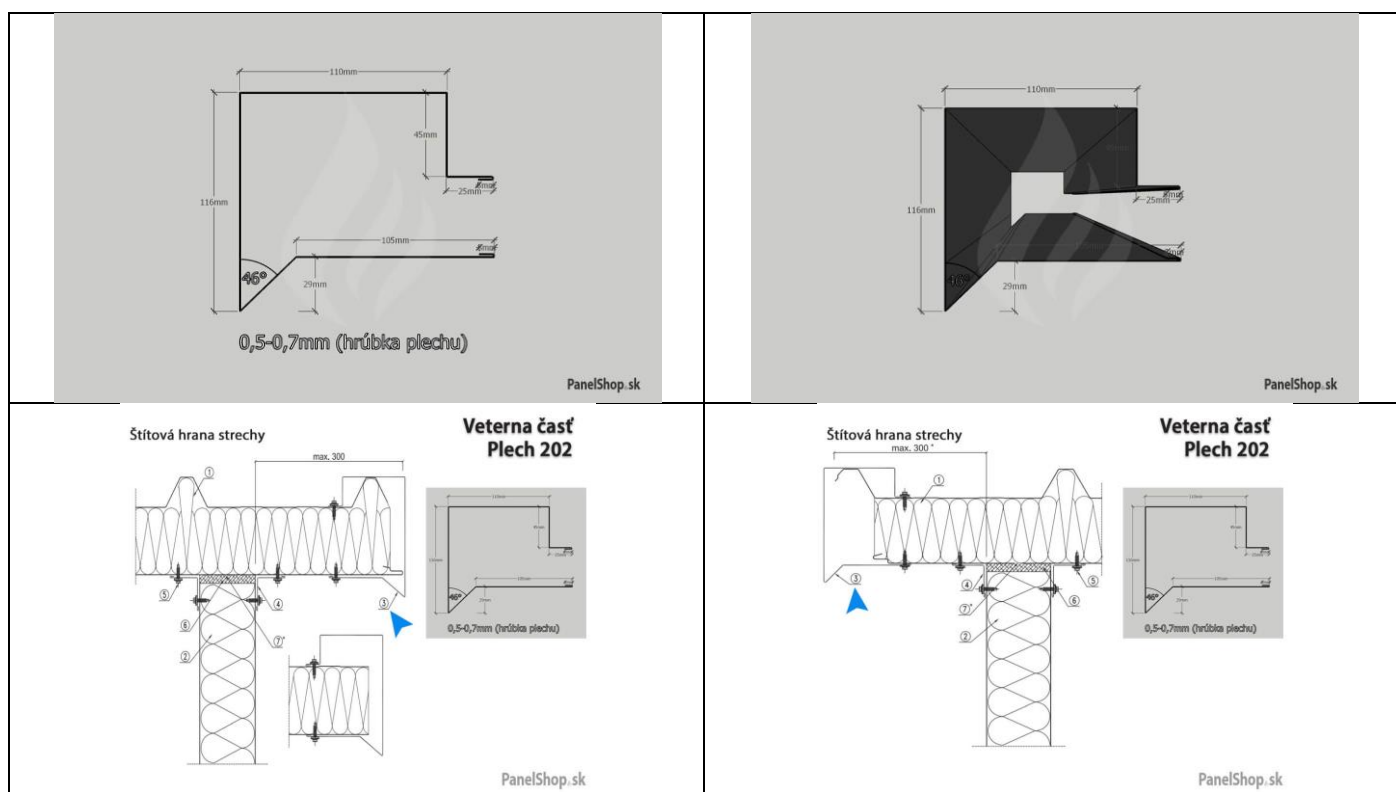 110mm
45mm
25mm
116mm
105mm
46°
29mm
0,5-0,7mm (hrúbka plechu)
PanelShop.sk
110mm
116mm
25mm
46°
29mm
PanelShop.sk
Štítová hrana strechy
Veterna časť
Plech 202
max. 300
1
5
4
3
6
7*
2
0,5-0,7mm (hrúbka plechu)
46°
PanelShop.sk
Štítová hrana strechy
Veterna časť
Plech 202
max. 300 *
1
3
4
5
7*
6
2
46°
0,5-0,7mm (hrúbka plechu)
PanelShop.sk